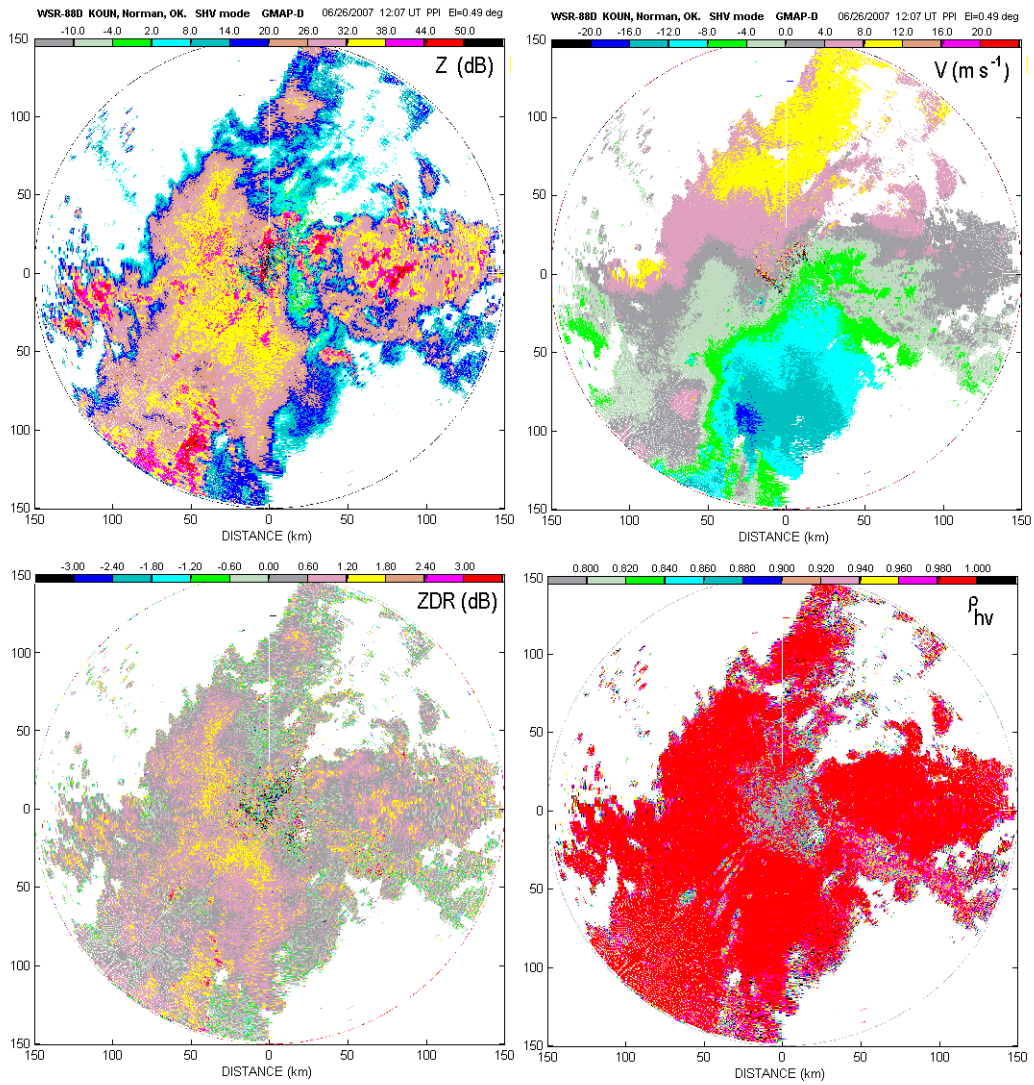 WSR-88D KOUN, Norman, OK. SHV mode GMAP-D 06/26/2007 12:07 UT PPI El=0.49 deg
-10.0 -4.0 2.0 8.0 14.0 20.0 26.0 32.0 38.0 44.0 50.0
Z (dB)
150
100
50
0
50
100
150
150 100 50 0 50 100 150
DISTANCE (km)
WSR-88D KOUN, Norman, OK. SHV mode GMAP-D 06/26/2007 12:07 UT PPI El=0.49 deg
-20.0 -16.0 -12.0 -8.0 -4.0 0.0 4.0 8.0 12.0 16.0 20.0
V (m s-1)
150
100
50
0
50
100
150
150 100 50 0 50 100 150
DISTANCE (km)
-3.00 -2.40 -1.80 -1.20 -0.60 0.00 0.60 1.20 1.80 2.40 3.00
ZDR (dB)
150
100
50
0
50
100
150
150 100 50 0 50 100 150
DISTANCE (km)
0.800 0.820 0.840 0.860 0.880 0.900 0.920 0.940 0.960 0.980 1.000
ρhv
150
100
50
0
50
100
150
150 100 50 0 50 100 150
DISTANCE (km)